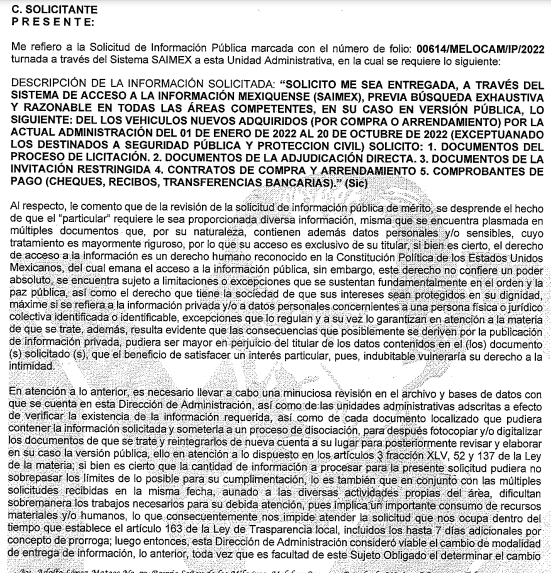 C. SOLICITANTE
P R E S E N T E:
Me refiero a la Solicitud de Información Pública marcada con el número de folio: 00614/MELOCAM/IP/2022
turnada a través del Sistema SAIMEX a esta Unidad Administrativa, en la cual se requiere lo siguiente:
DESCRIPCIÓN DE LA INFORMACIÓN SOLICITADA: "SOLICITO ME SEA ENTREGADA, A TRAVÉS DEL
SISTEMA DE ACCESO A LA INFORMACIÓN MEXIQUENSE (SAIMEX), PREVIA BÚSQUEDA EXHAUSTIVA
Y RAZONABLE EN TODAS LAS ÁREAS COMPETENTES, EN SU CASO EN VERSIÓN PÚBLICA, LO
SIGUIENTE: DEL LOS VEHICULOS NUEVOS ADQUIRIDOS (POR COMPRA O ARRENDAMIENTO) POR LA
ACTUAL ADMINISTRACIÓN DEL 01 DE ENERO DE 2022 AL 20 DE OCTUBRE DE 2022 (EXCEPTUANADO
LOS DESTINADOS A SEGURIDAD PÚBLICA Y PROTECCION CIVIL) SOLICITO: 1. DOCUMENTOS DEL
PROCESO DE LICITACIÓN. 2. DOCUMENTOS DE LA ADJUDICACIÓN DIRECTA. 3. DOCUMENTOS DE LA
INVITACIÓN RESTRINGIDA 4. CONTRATOS DE COMPRA Y ARRENDAMIENTO 5. COMPROBANTES DE
PAGO (CHEQUES, RECIBOS, TRANSFERENCIAS BANCARIAS)." (Sic)
Al respecto, le comento que de la revisión de la solicitud de información pública de mérito, se desprende el hecho
de que el "particular" requiere le sea proporcionada diversa información, misma que se encuentra plasmada en
múltiples documentos que, por su naturaleza, contienen además datos personales y/o sensibles, cuyo
tratamiento es mayormente riguroso, por lo que su acceso es exclusivo de su titular, si bien es cierto, el derecho
de acceso a la información es un derecho humano reconocido en la Constitución Política de los Estados Unidos
Mexicanos, del cual emana el acceso a la información pública, sin embargo, este derecho no confiere un poder
absoluto, se encuentra sujeto a limitaciones o excepciones que se sustentan fundamentalmente en el orden y la
paz pública, así como el derecho que tiene la sociedad de que sus intereses sean protegidos en su dignidad,
máxime si se refiera a la información privada y/o a datos personales concernientes a una persona física o jurídico
colectiva identificada o identificable, excepciones que lo regulan y a su vez lo garantizan en atención a la materia
de que se trate, además, resulta evidente que las consecuencias que posiblemente se deriven por la publicación
de información privada, pudiera ser mayor en perjuicio del titular de los datos contenidos en el (los) documento
(s) solicitado (s), que el beneficio de satisfacer un interés particular, pues, indubitable vulneraría su derecho a la
intimidad.
En atención a lo anterior, es necesario llevar a cabo una minuciosa revisión en el archivo y bases de datos con
que se cuenta en esta Dirección de Administración, así como de las unidades administrativas adscritas a efecto
de verificar la existencia de la información requerida, así como de cada documento localizado que pudiera
contener la información solicitada y someterla a un proceso de disociación, para después fotocopiar y/o digitalizar
los documentos de que se trate y reintegrarlos de nueva cuenta a su lugar para posteriormente revisar y elaborar
en su caso la versión pública, ello en atención a lo dispuesto en los artículos 3 fracción XLV, 52 y 137 de la Ley
de la materia; si bien es cierto que la cantidad de información a procesar para la presente solicitud pudiera no
sobrepasar los límites de lo posible para su cumplimentación, lo es también que en conjunto con las múltiples
solicitudes recibidas en la misma fecha, aunado a las diversas actividades propias del área, dificultan
sobremanera los trabajos necesarios para su debida atención, pues implica un importante consumo de recursos
materiales y/o humanos, lo que consecuentemente nos impide atender la solicitud que nos ocupa dentro del
tiempo que establece el artículo 163 de la Ley de Trasparencia local, incluidos los hasta 7 días adicionales por
concepto de prorroga; luego entonces, esta Dirección de Administración consideró viable el cambio de modalidad
de entrega de información, lo anterior, toda vez que es facultad de este Sujeto Obligado el determinar el cambio